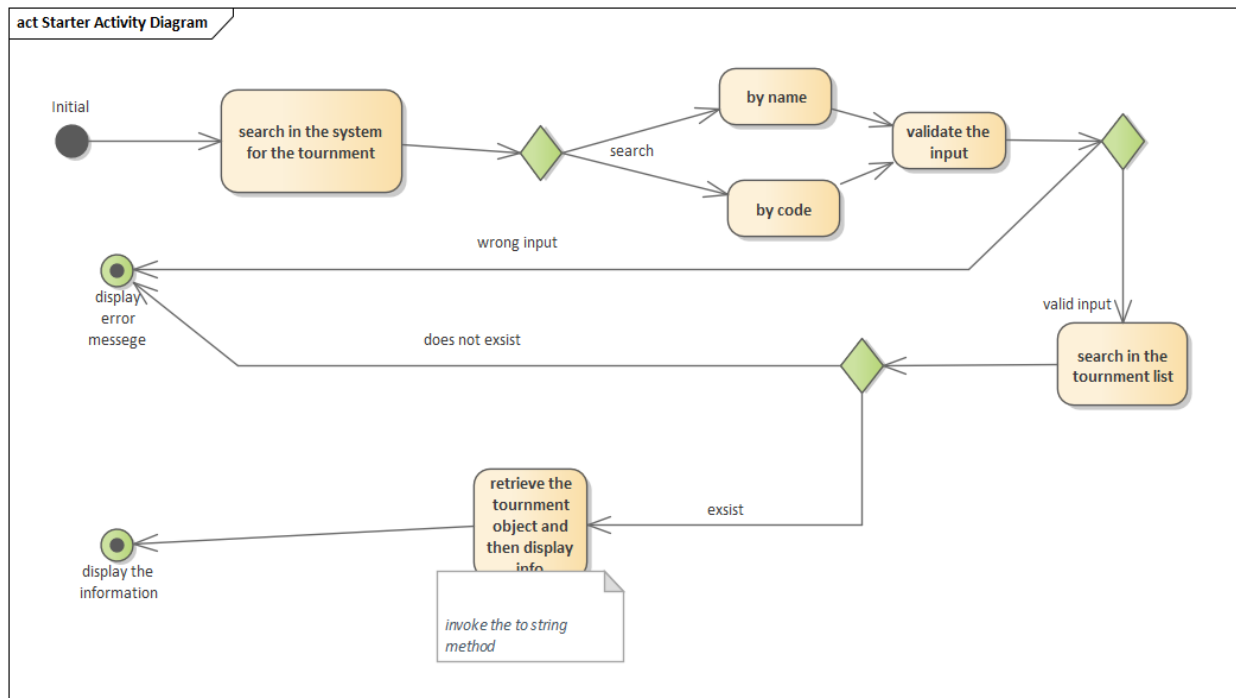 act Starter Activity Diagram
Initial
search in the system
for the tournment
search
by name
by code
validate the
input
wrong input
valid input
display
error
messege
does not exsist
search in the
tournment list
retrieve the
tournment
object and
then display
info
exsist
display the
information
invoke the to string
method